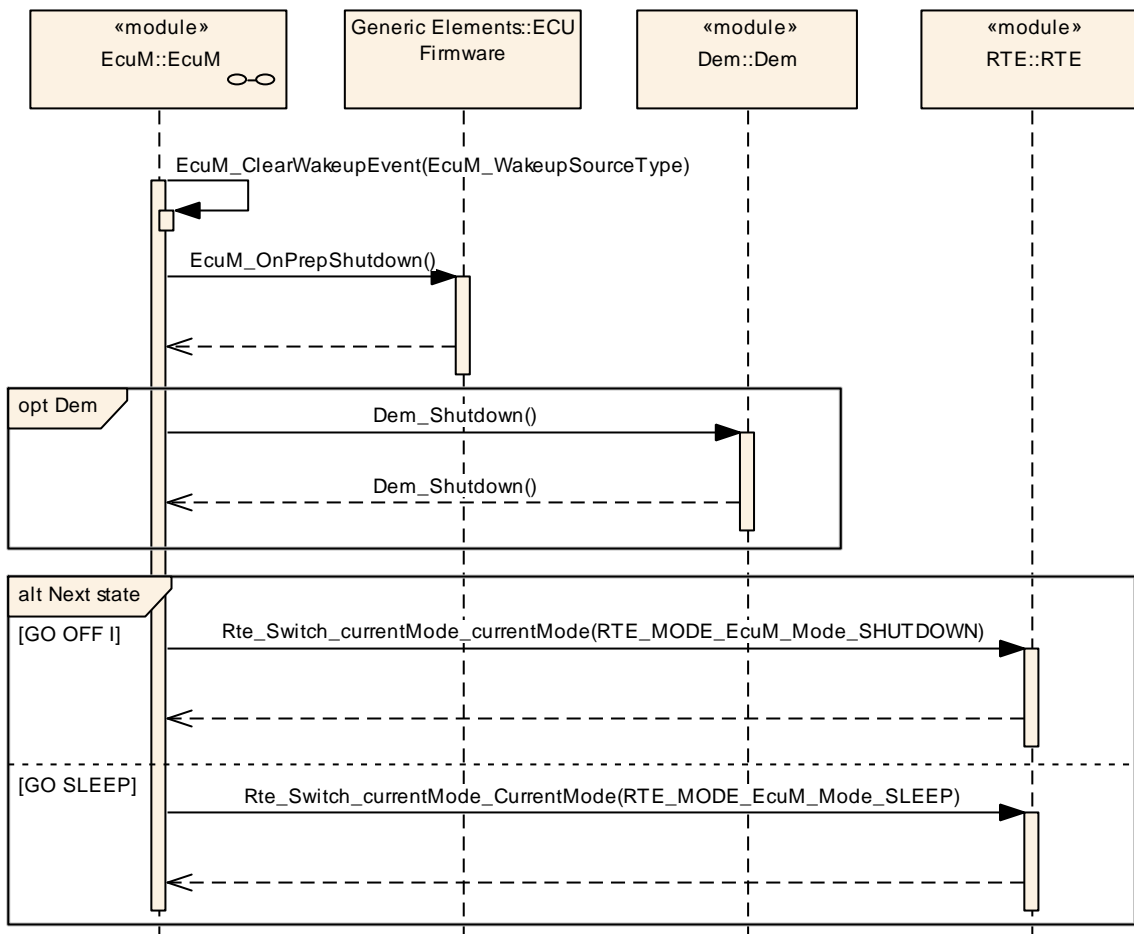 «module»
EcuM::EcuM
Generic Elements::ECU
Firmware
«module»
Dem::Dem
«module»
RTE::RTE
EcuM_ClearWakeupEvent(EcuM_WakeupSourceType)
EcuM_OnPrepShutdown()
opt Dem
Dem_Shutdown()
Dem_Shutdown()
alt Next state
[GO OFF I]
Rte_Switch_currentMode_currentMode(RTE_MODE_EcuM_Mode_SHUTDOWN)
[GO SLEEP]
Rte_Switch_currentMode_CurrentMode(RTE_MODE_EcuM_Mode_SLEEP)